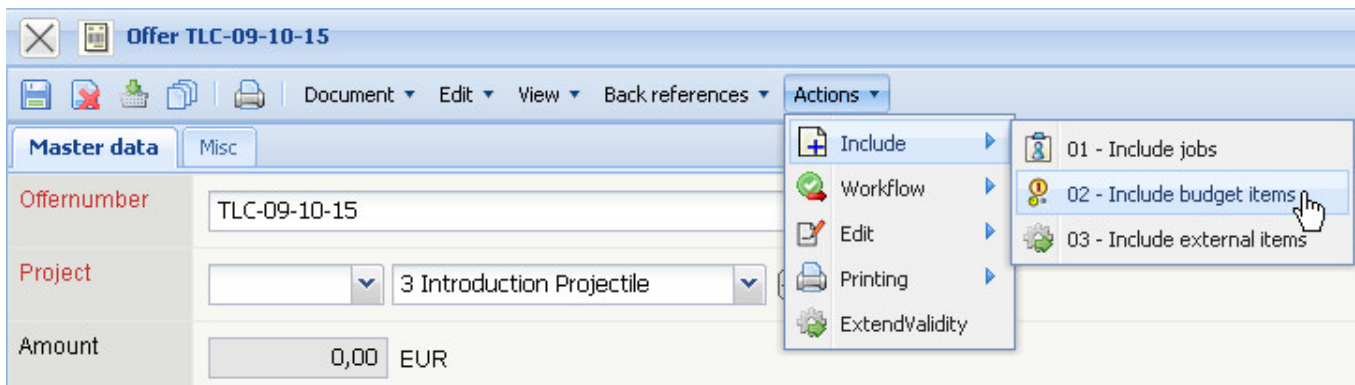 Offer TLC-09-10-15
Document Edit View Back references Actions
Master data Misc
Include
01 - Include jobs
02 - Include budget items
03 - Include external items
Workflow
Edit
Printing
ExtendValidity
Offernumber TLC-09-10-15
Project 3 Introduction Projectile
Amount 0,00 EUR